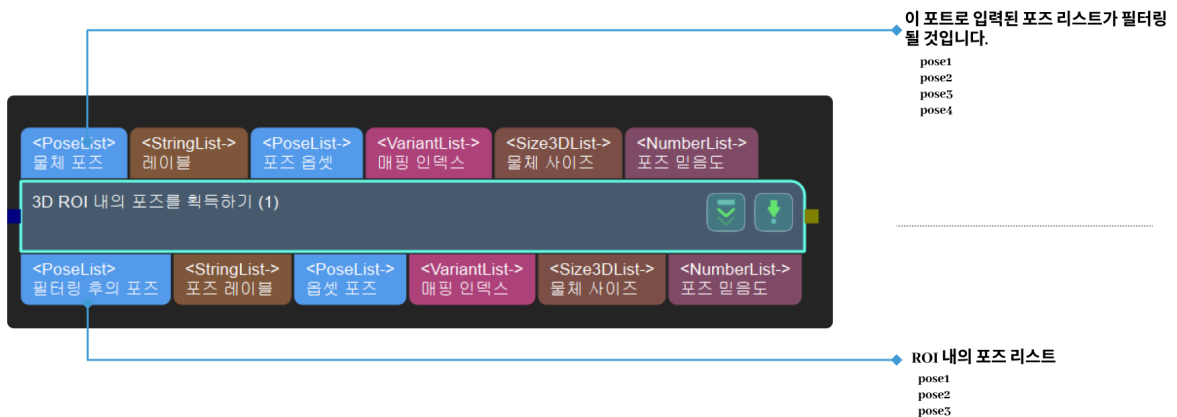 이 포트로 입력된 포즈 리스트가 필터링
될 것입니다.
pose1
pose2
pose3
pose4
<PoseList> <StringList-> <PoseList-> <VariantList-> <Size3DList-> <NumberList->
물체 포즈 레이블 포즈 옵셋 매핑 인덱스 물체 사이즈 포즈 믿음도
3D ROI 내의 포즈를 획득하기 (1)
<PoseList> <StringList-> <PoseList-> <VariantList-> <Size3DList-> <NumberList->
필터링 후의 포즈 포즈 레이블 옵셋 포즈 매핑 인덱스 물체 사이즈 포즈 믿음도
ROI 내의 포즈 리스트
pose1
pose2
pose3